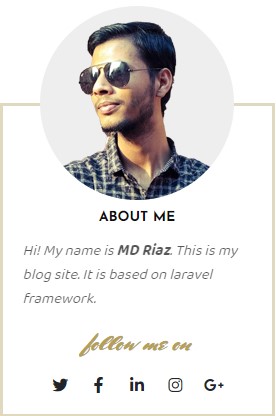 ABOUT ME
Hi! My name is MD Riaz. This is my
blog site. It is based on laravel
framework.
follow me on
G+